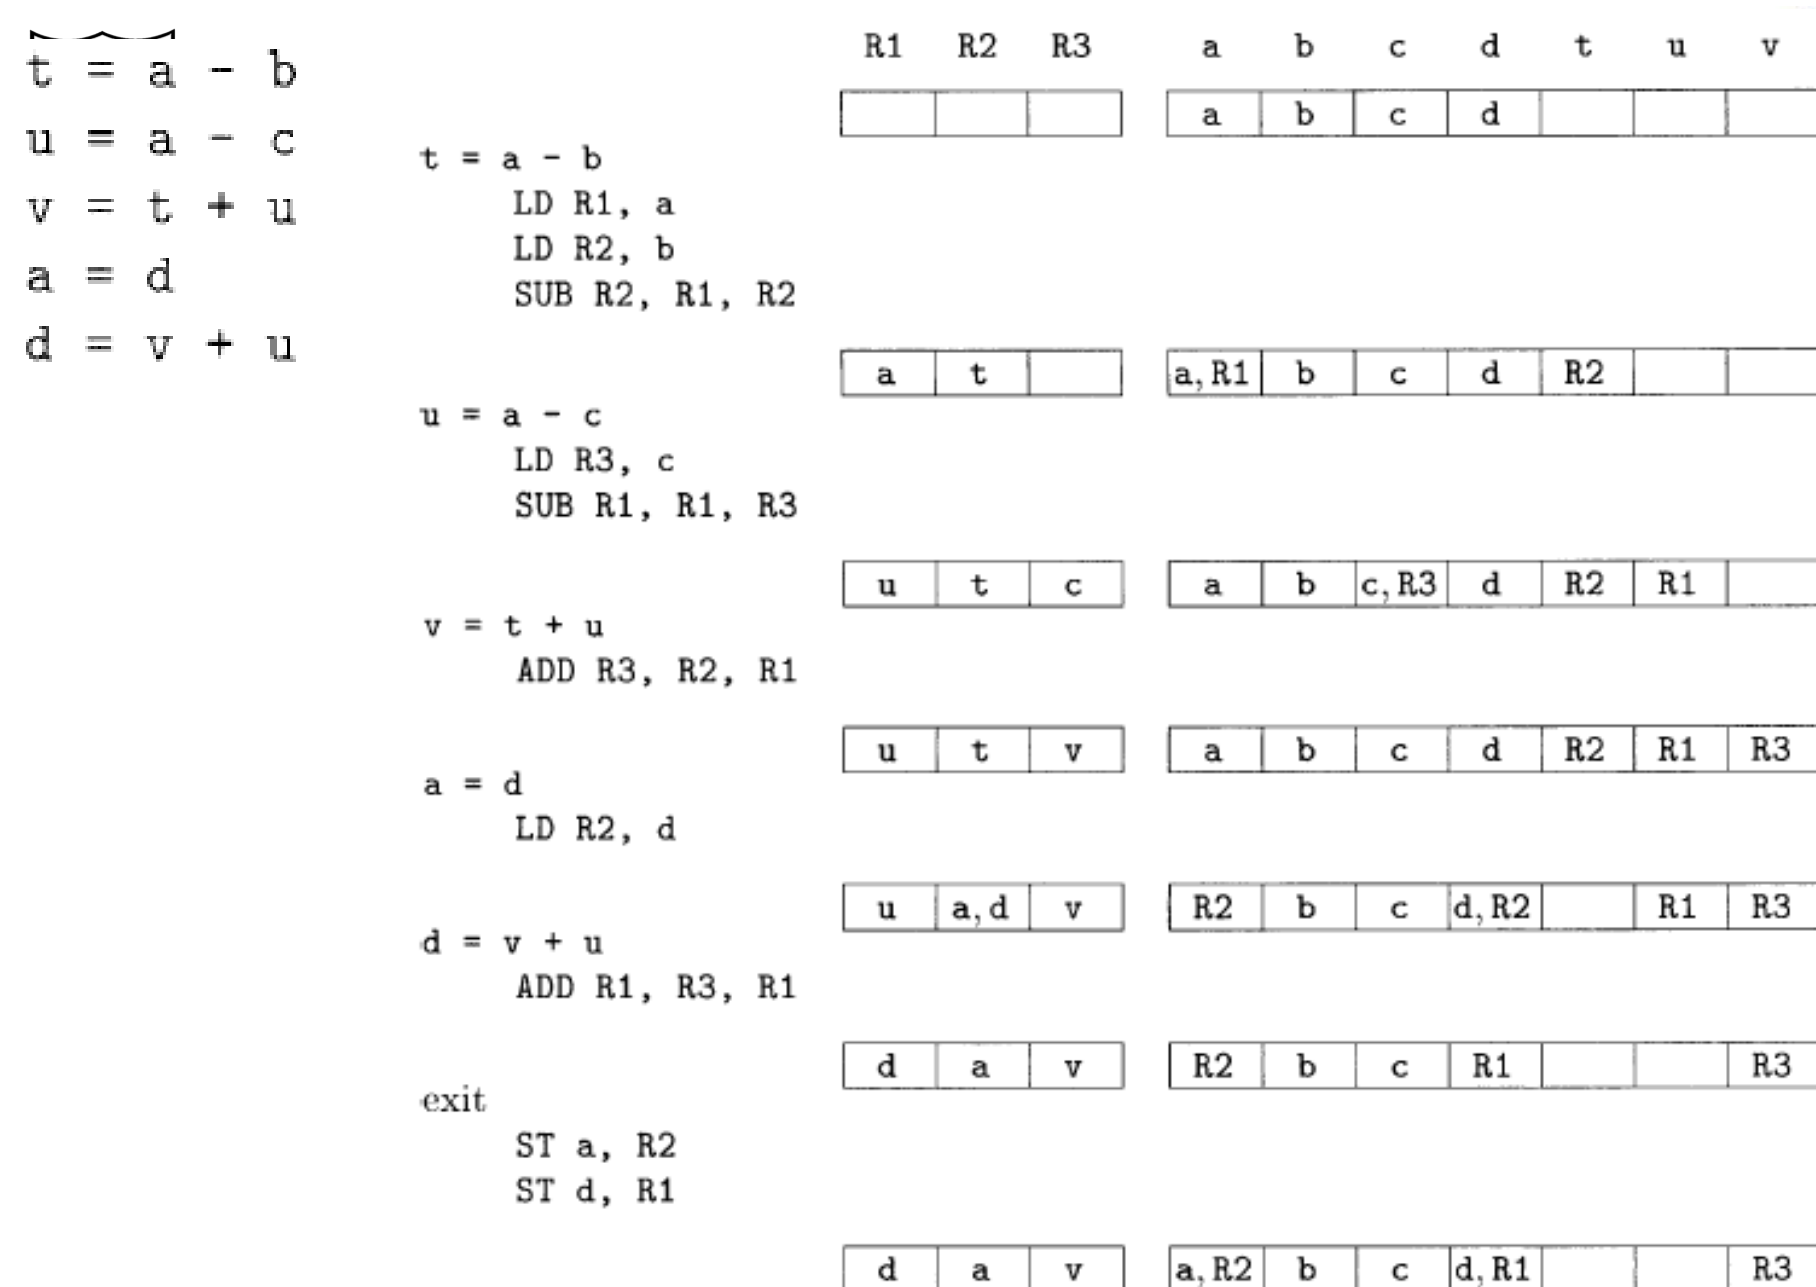 t = a - b
u = a - c
v = t + u
a = d
d = v + u
R1 R2 R3 a b c d t u v
a b c d
t = a - b
LD R1, a
LD R2, b
SUB R2, R1, R2
a t a, R1 b c d R2
u = a - c
LD R3, c
SUB R1, R1, R3
u t c a b c, R3 d R2 R1
v = t + u
ADD R3, R2, R1
u t v a b c d R2 R1 R3
a = d
LD R2, d
u a, d v R2 b c d, R2 R1 R3
d = v + u
ADD R1, R3, R1
d a v R2 b c R1 R3
exit
ST a, R2
ST d, R1
d a v a, R2 b c d, R1 R3